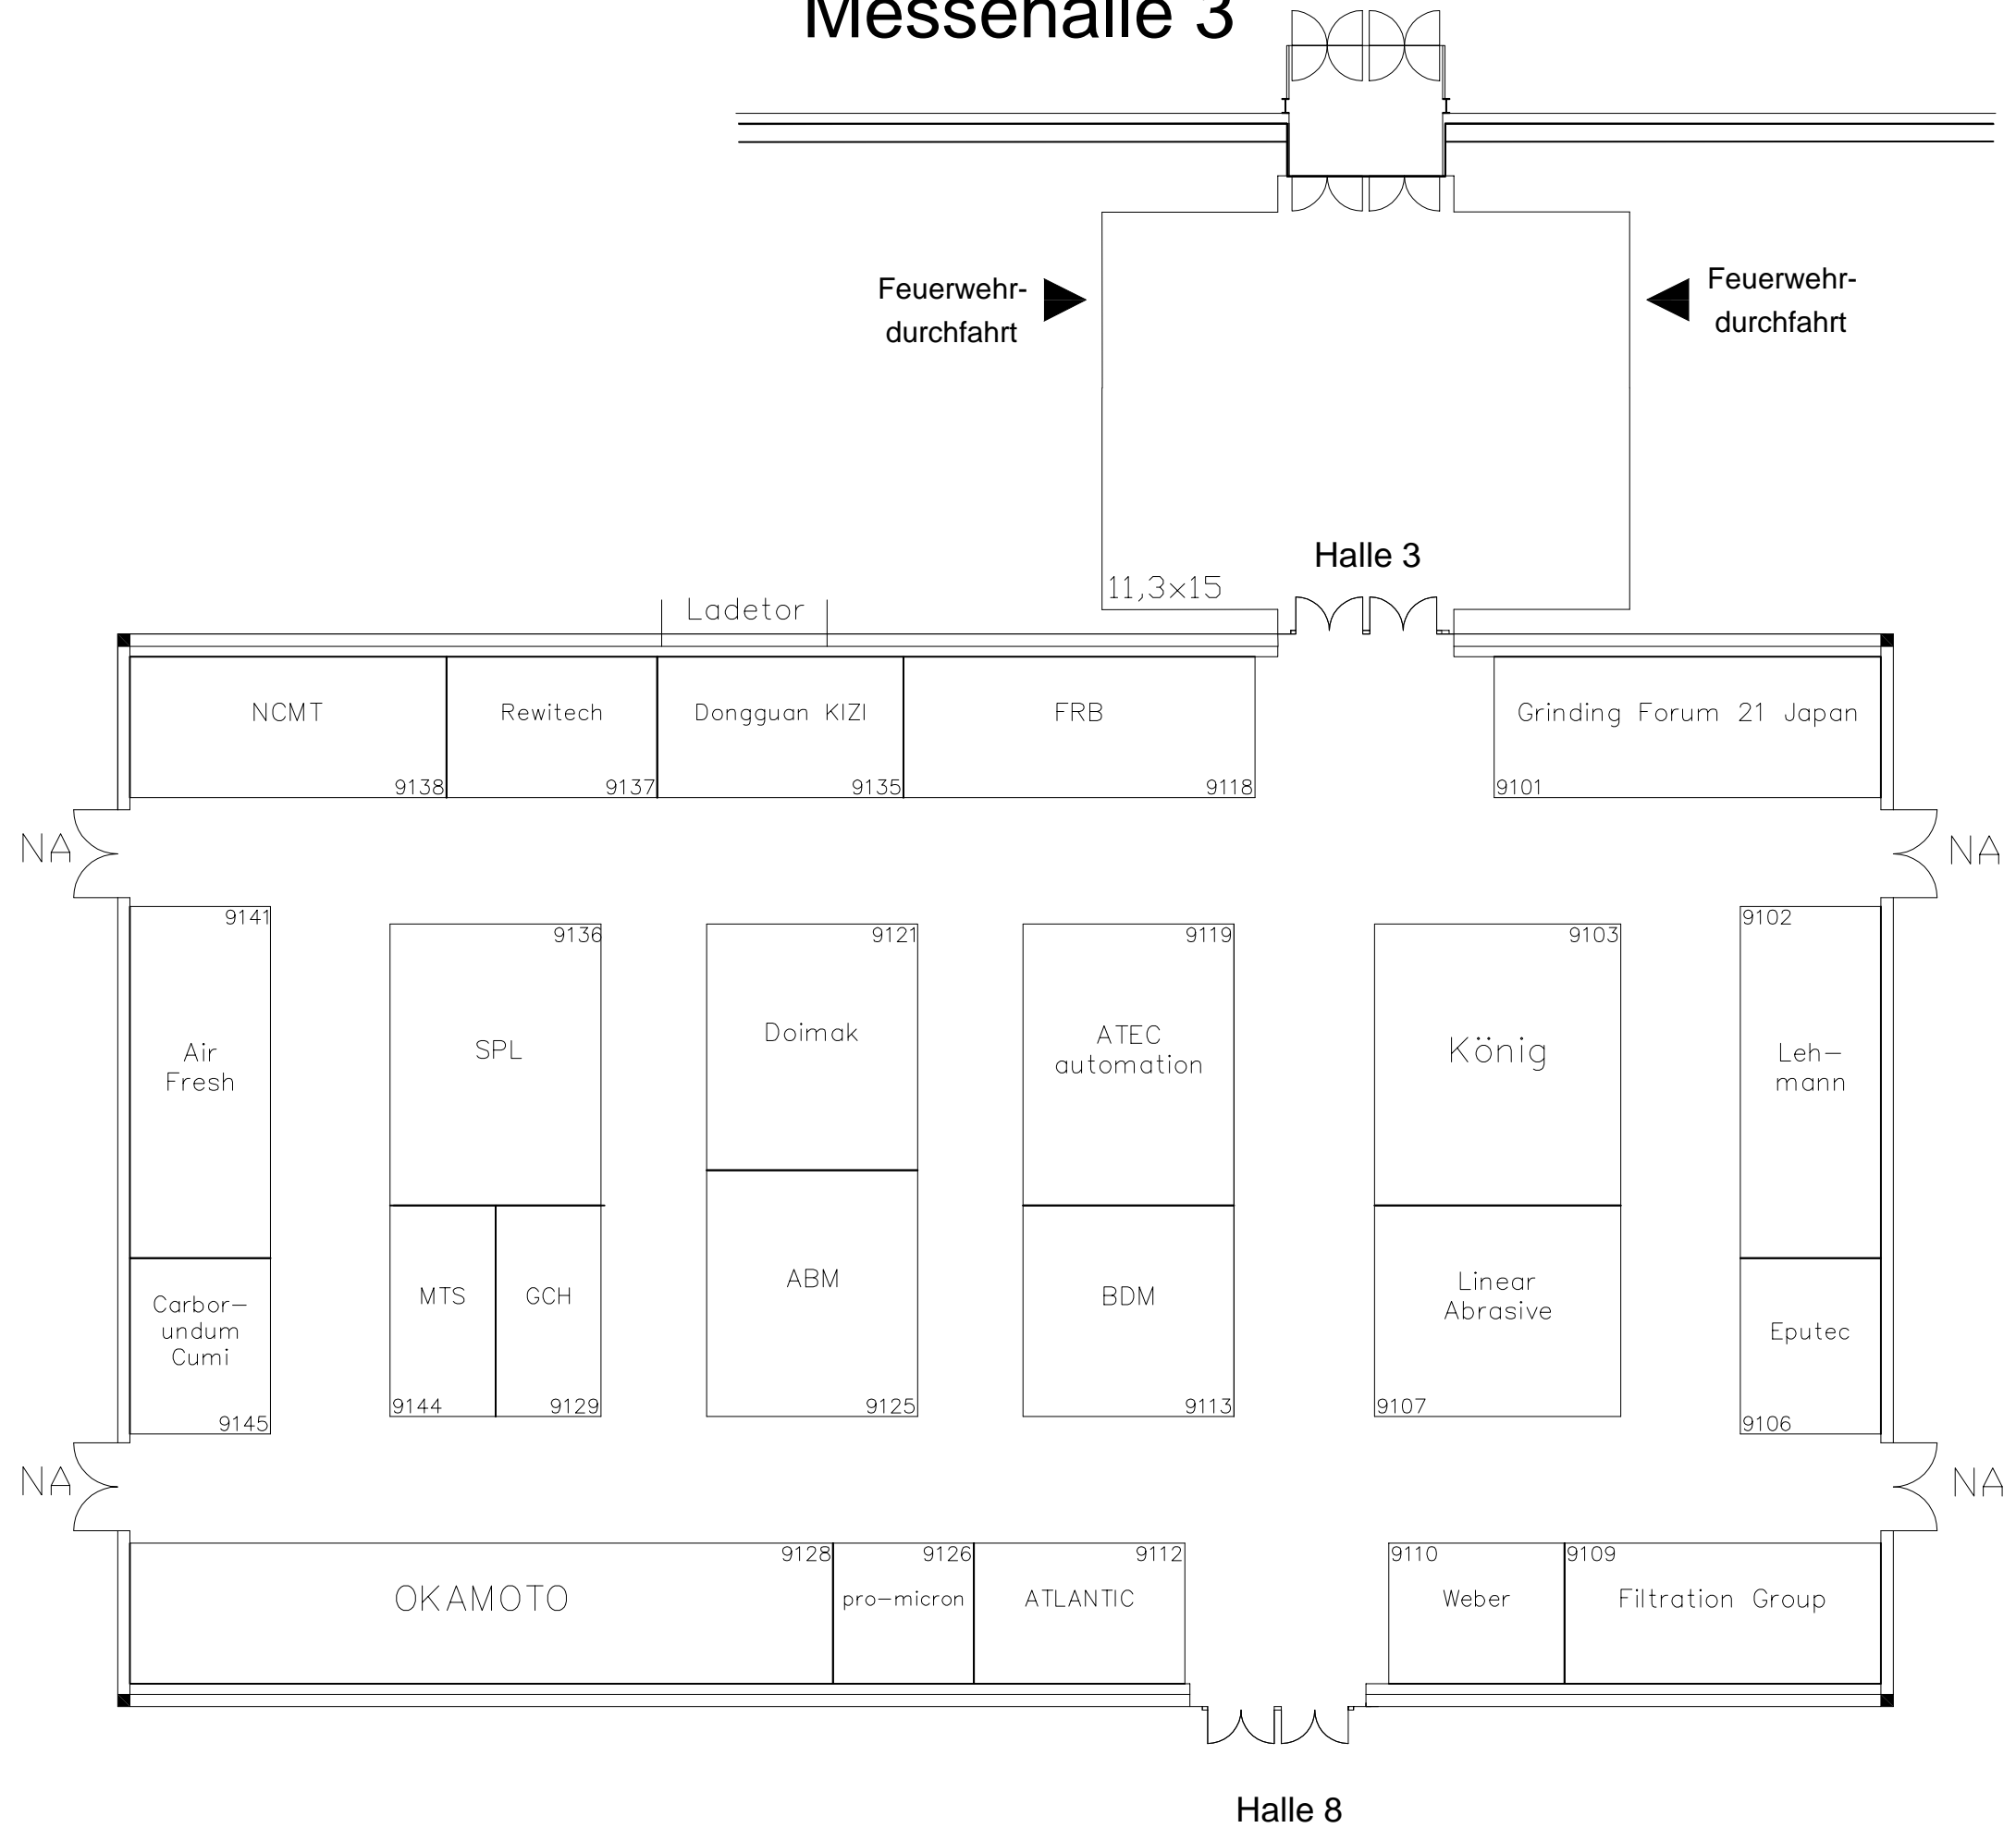 Messehalle 3
Feuerwehr-
durchfahrt
Feuerwehr-
durchfahrt
Halle 3
11,3x15
Ladetor
NCMT
9138
Rewitech
9137
Dongguan KIZI
9135
FRB
9118
Grinding Forum 21 Japan
9101
NA
NA
9141
Air
Fresh
9136
SPL
9121
Doimak
9119
ATEC
automation
9103
König
9102
Leh-
mann
Carbor-
undum
Cumi
9145
MTS
9144
GCH
9129
ABM
9125
BDM
9113
Linear
Abrasive
9107
Eputec
9106
NA
NA
9128
OKAMOTO
9126
pro-micron
9112
ATLANTIC
9110
Weber
9109
Filtration Group
Halle 8